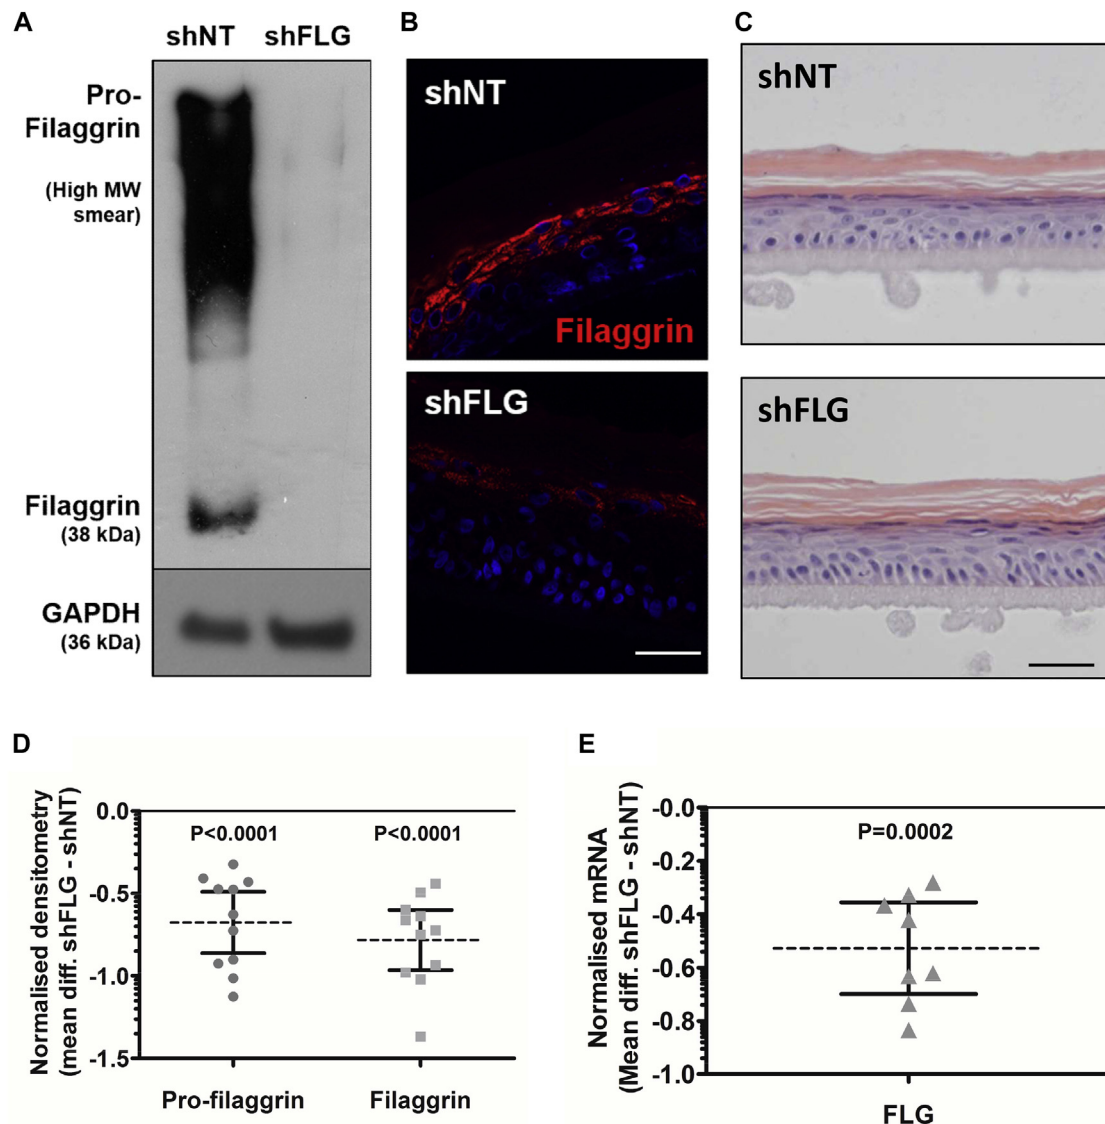 A
shNT shFLG
Pro-
Filaggrin
(High MW
smear)
Filaggrin
(38 kDa)
GAPDH
(36 kDa)
B
shNT
Filaggrin
shFLG
C
shNT
shFLG
D
Normalised densitometry
(mean diff. shFLG - shNT)
0.0
-0.5
-1.0
-1.5
P<0.0001 P<0.0001
Pro-filaggrin Filaggrin
E
Normalised mRNA
(Mean diff. shFLG - shNT)
-0.0
-0.2
-0.4
-0.6
-0.8
-1.0
P=0.0002
FLG